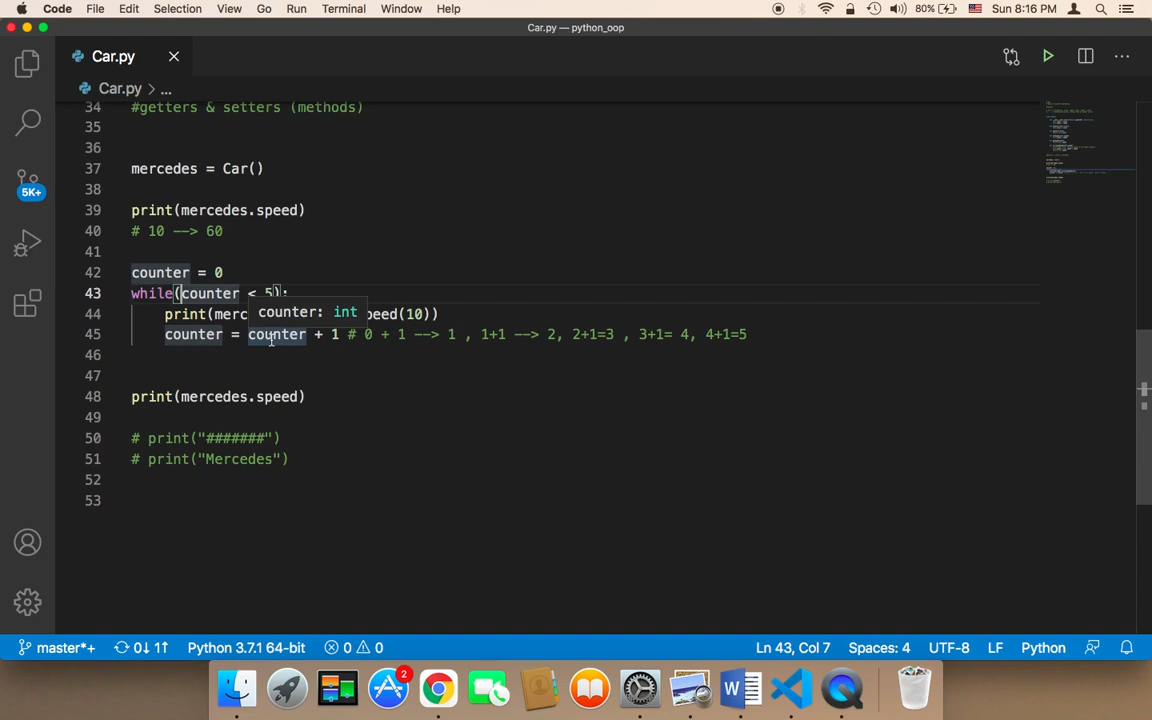 Code File Edit Selection View Go Run Terminal Window Help 80% Sun 8:16 PM
Car.py — python_oop
Car.py
Car.py > ...
34 #getters & setters (methods)
35
36
37 mercedes = Car()
38
39 print(mercedes.speed)
40 # 10 --> 60
41
42 counter = 0
43 while(counter < 5):
counter: int
44 print(merc peed(10))
45 counter = counter + 1 # 0 + 1 --> 1 , 1+1 --> 2, 2+1=3 , 3+1= 4, 4+1=5
46
47
48 print(mercedes.speed)
49
50 # print("#######")
51 # print("Mercedes")
52
53
5K+
master*+ 0↓ 1↑ Python 3.7.1 64-bit 0 0 Ln 43, Col 7 Spaces: 4 UTF-8 LF Python
2